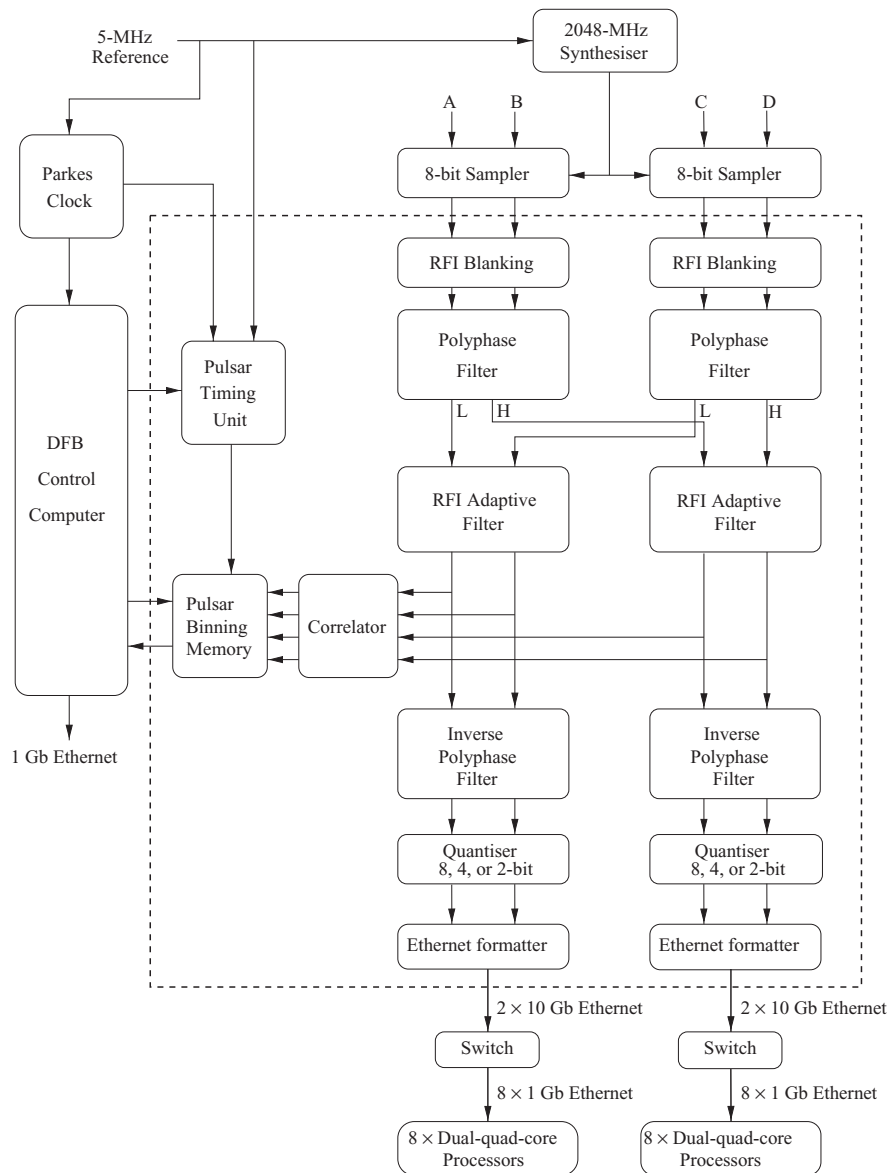 5-MHz
Reference
2048-MHz
Synthesiser
A
B
C
D
Parkes
Clock
8-bit Sampler
8-bit Sampler
RFI Blanking
RFI Blanking
Polyphase
Filter
Polyphase
Filter
Pulsar
Timing
Unit
L
H
L
H
DFB
Control
Computer
RFI Adaptive
Filter
RFI Adaptive
Filter
Pulsar
Binning
Memory
Correlator
Inverse
Polyphase
Filter
Inverse
Polyphase
Filter
1 Gb Ethernet
Quantiser
8, 4, or 2-bit
Quantiser
8, 4, or 2-bit
Ethernet formatter
Ethernet formatter
2 × 10 Gb Ethernet
2 × 10 Gb Ethernet
Switch
Switch
8 × 1 Gb Ethernet
8 × 1 Gb Ethernet
8 × Dual-quad-core
Processors
8 × Dual-quad-core
Processors